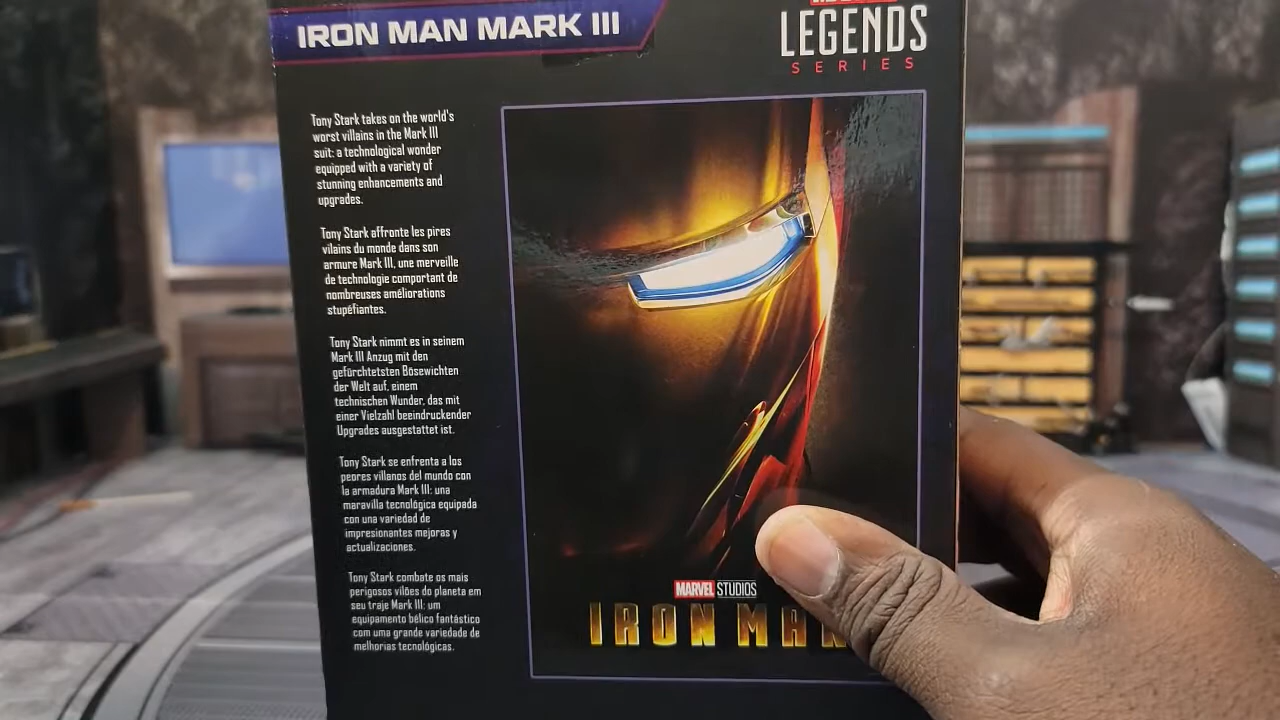 IRON MAN MARK III
LEGENDS
SERIES
Tony Stark takes on the world's
worst villains in the Mark III
suit: a technological wonder
equipped with a variety of
stunning enhancements and
upgrades.
Tony Stark affronte les pires
vilains du monde dans son
armure Mark III, une merveille
de technologie comportant de
nombreuses améliorations
stupéfiantes.
Tony Stark nimmt es in seinem
Mark III Anzug mit den
gefürchtetsten Bösewichten
der Welt auf, einem
technischen Wunder, das mit
einer Vielzahl beeindruckender
Upgrades ausgestattet ist.
Tony Stark se enfrenta a los
peores villanos del mundo con
la armadura Mark III: una
maravilla tecnológica equipada
con una variedad de
impresionantes mejoras y
actualizaciones.
Tony Stark combate os mais
perigosos vilões do planeta em
seu traje Mark III: um
equipamento bélico fantástico
com uma grande variedade de
melhorias tecnológicas.
MARVEL STUDIOS
IRON MAN